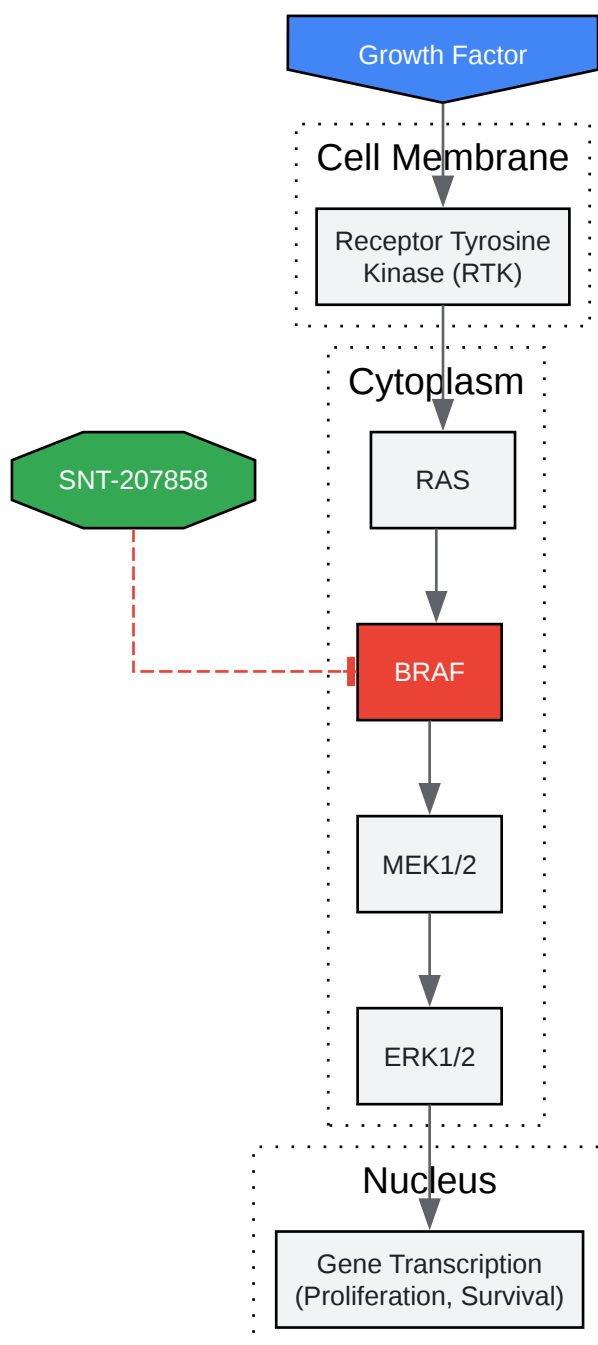 Growth Factor
Cell Membrane
Receptor Tyrosine
Kinase (RTK)
Cytoplasm
RAS
SNT-207858
BRAF
MEK1/2
ERK1/2
Nucleus
Gene Transcription
(Proliferation, Survival)